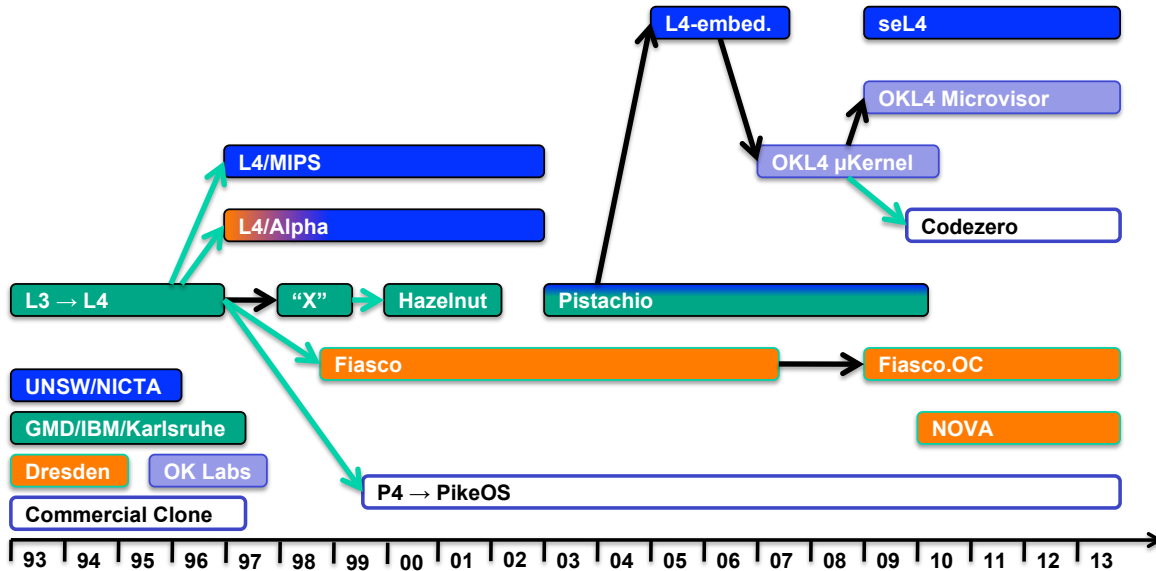 L4-embed.
seL4
OKL4 Microvisor
L4/MIPS
OKL4 µKernel
L4/Alpha
Codezero
L3 → L4
“X”
Hazelnut
Pistachio
Fiasco
Fiasco.OC
UNSW/NICTA
GMD/IBM/Karlsruhe
NOVA
Dresden
OK Labs
P4 → PikeOS
Commercial Clone
93 94 95 96 97 98 99 00 01 02 03 04 05 06 07 08 09 10 11 12 13